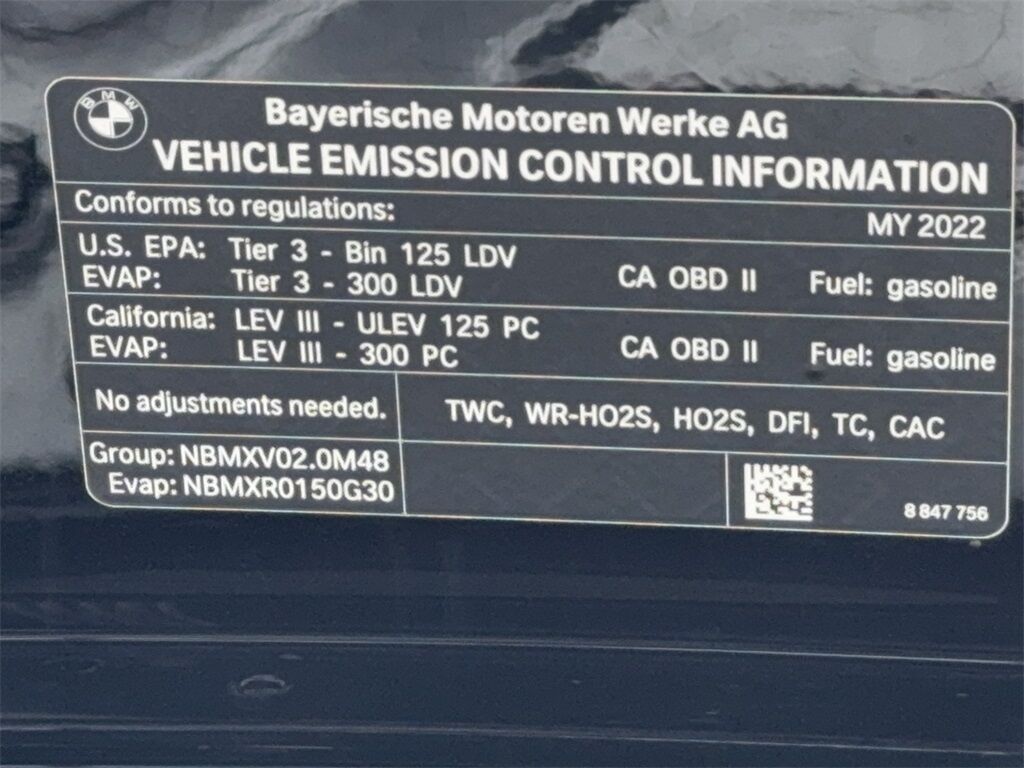 BMW
Bayerische Motoren Werke AG
VEHICLE EMISSION CONTROL INFORMATION
Conforms to regulations: MY 2022
U.S. EPA: Tier 3 - Bin 125 LDV
EVAP: Tier 3 - 300 LDV CA OBD II Fuel: gasoline
California: LEV III - ULEV 125 PC
EVAP: LEV III - 300 PC CA OBD II Fuel: gasoline
No adjustments needed. TWC, WR-HO2S, HO2S, DFI, TC, CAC
Group: NBMXV02.0M48
Evap: NBMXR0150G30
8 847 756